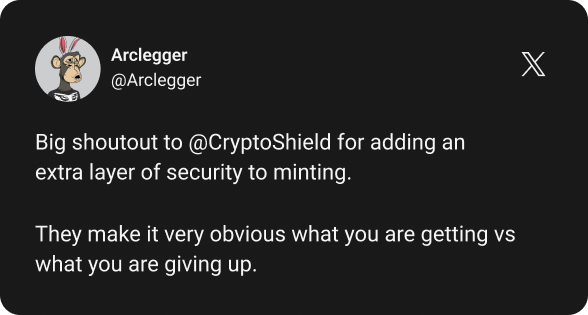 Arclegger
@Arclegger
Big shoutout to @CryptoShield for adding an
extra layer of security to minting.
They make it very obvious what you are getting vs
what you are giving up.